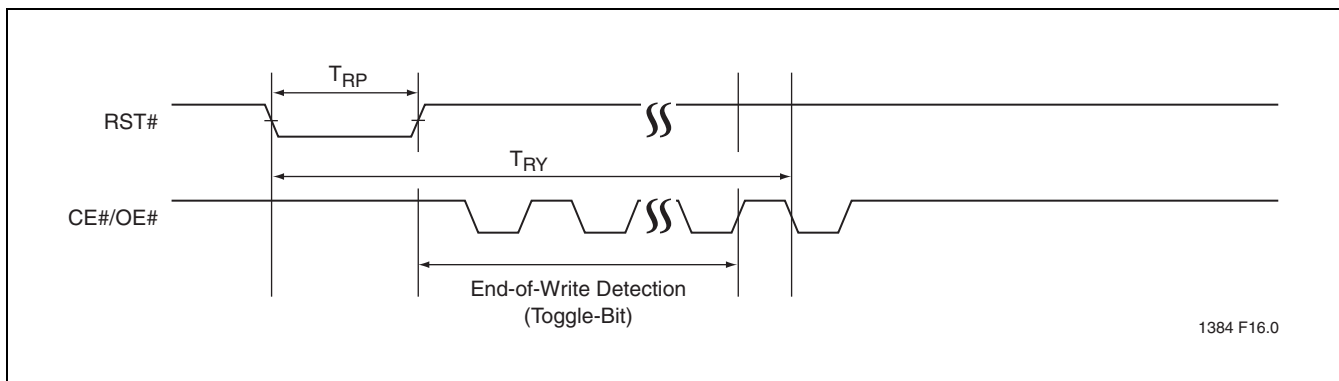 TRP
RST#
TRY
CE#/OE#
End-of-Write Detection
(Toggle-Bit)
1384 F16.0